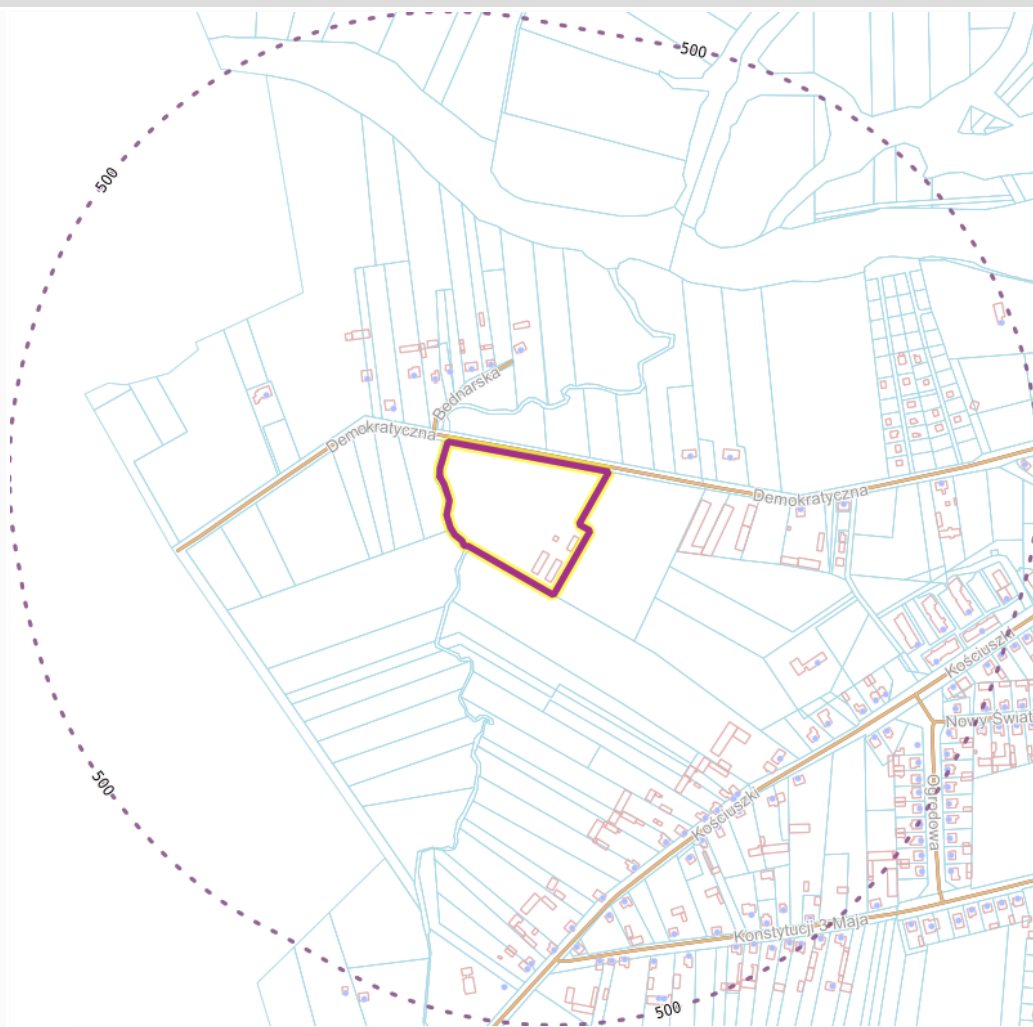 500
500
Bednarska
Demokratyczna
Demokratyczna
Kościuszki
Nowy Świat
500
Ogrodowa
Kościuszki
Konstytucji 3 Maja
500